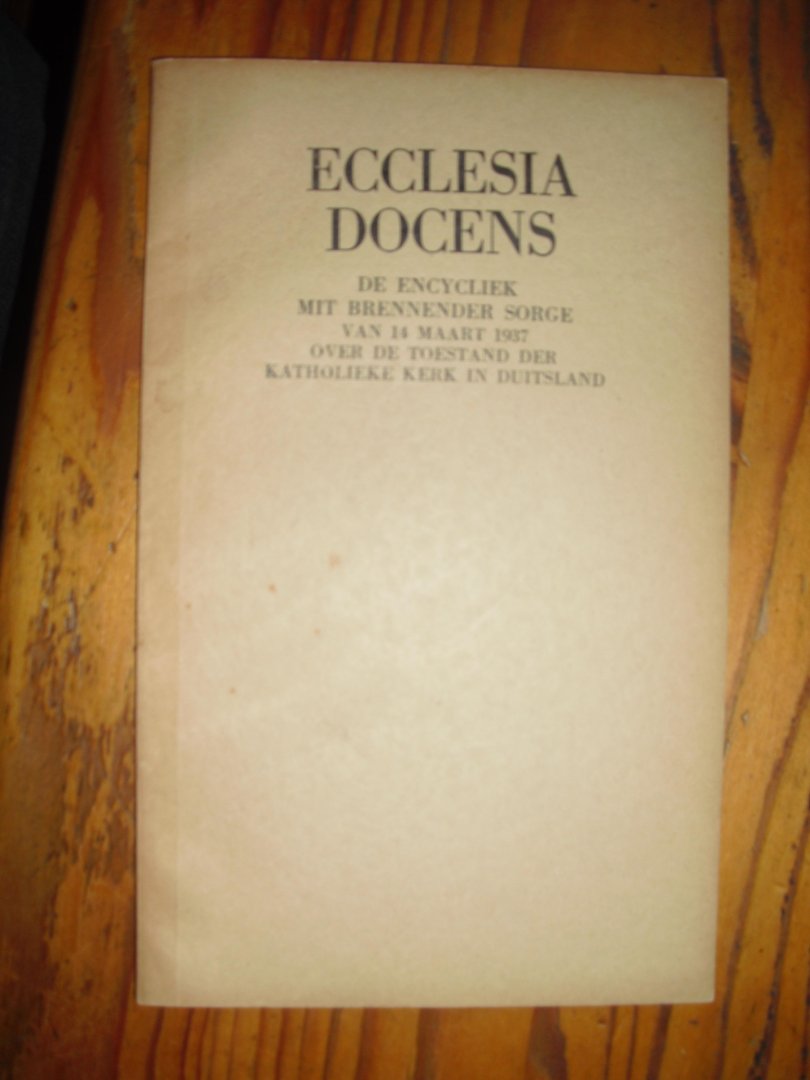 ECCLESIA
DOCENS
DE ENCYCLIEK
MIT BRENNENDER SORGE
VAN 14 MAART 1937
OVER DE TOESTAND DER
KATHOLIEKE KERK IN DUITSLAND